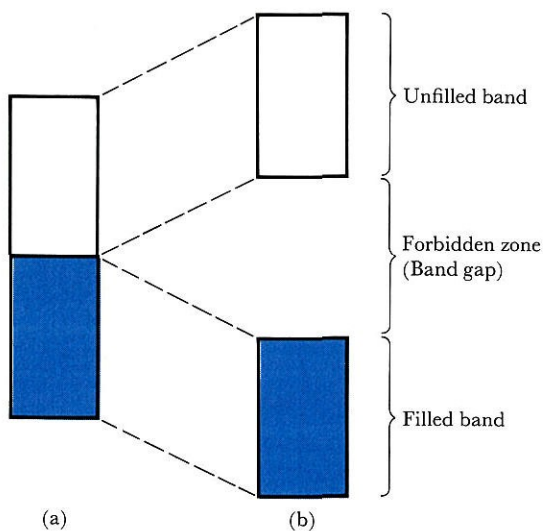 Unfilled band
Forbidden zone
(Band gap)
Filled band
(a)
(b)